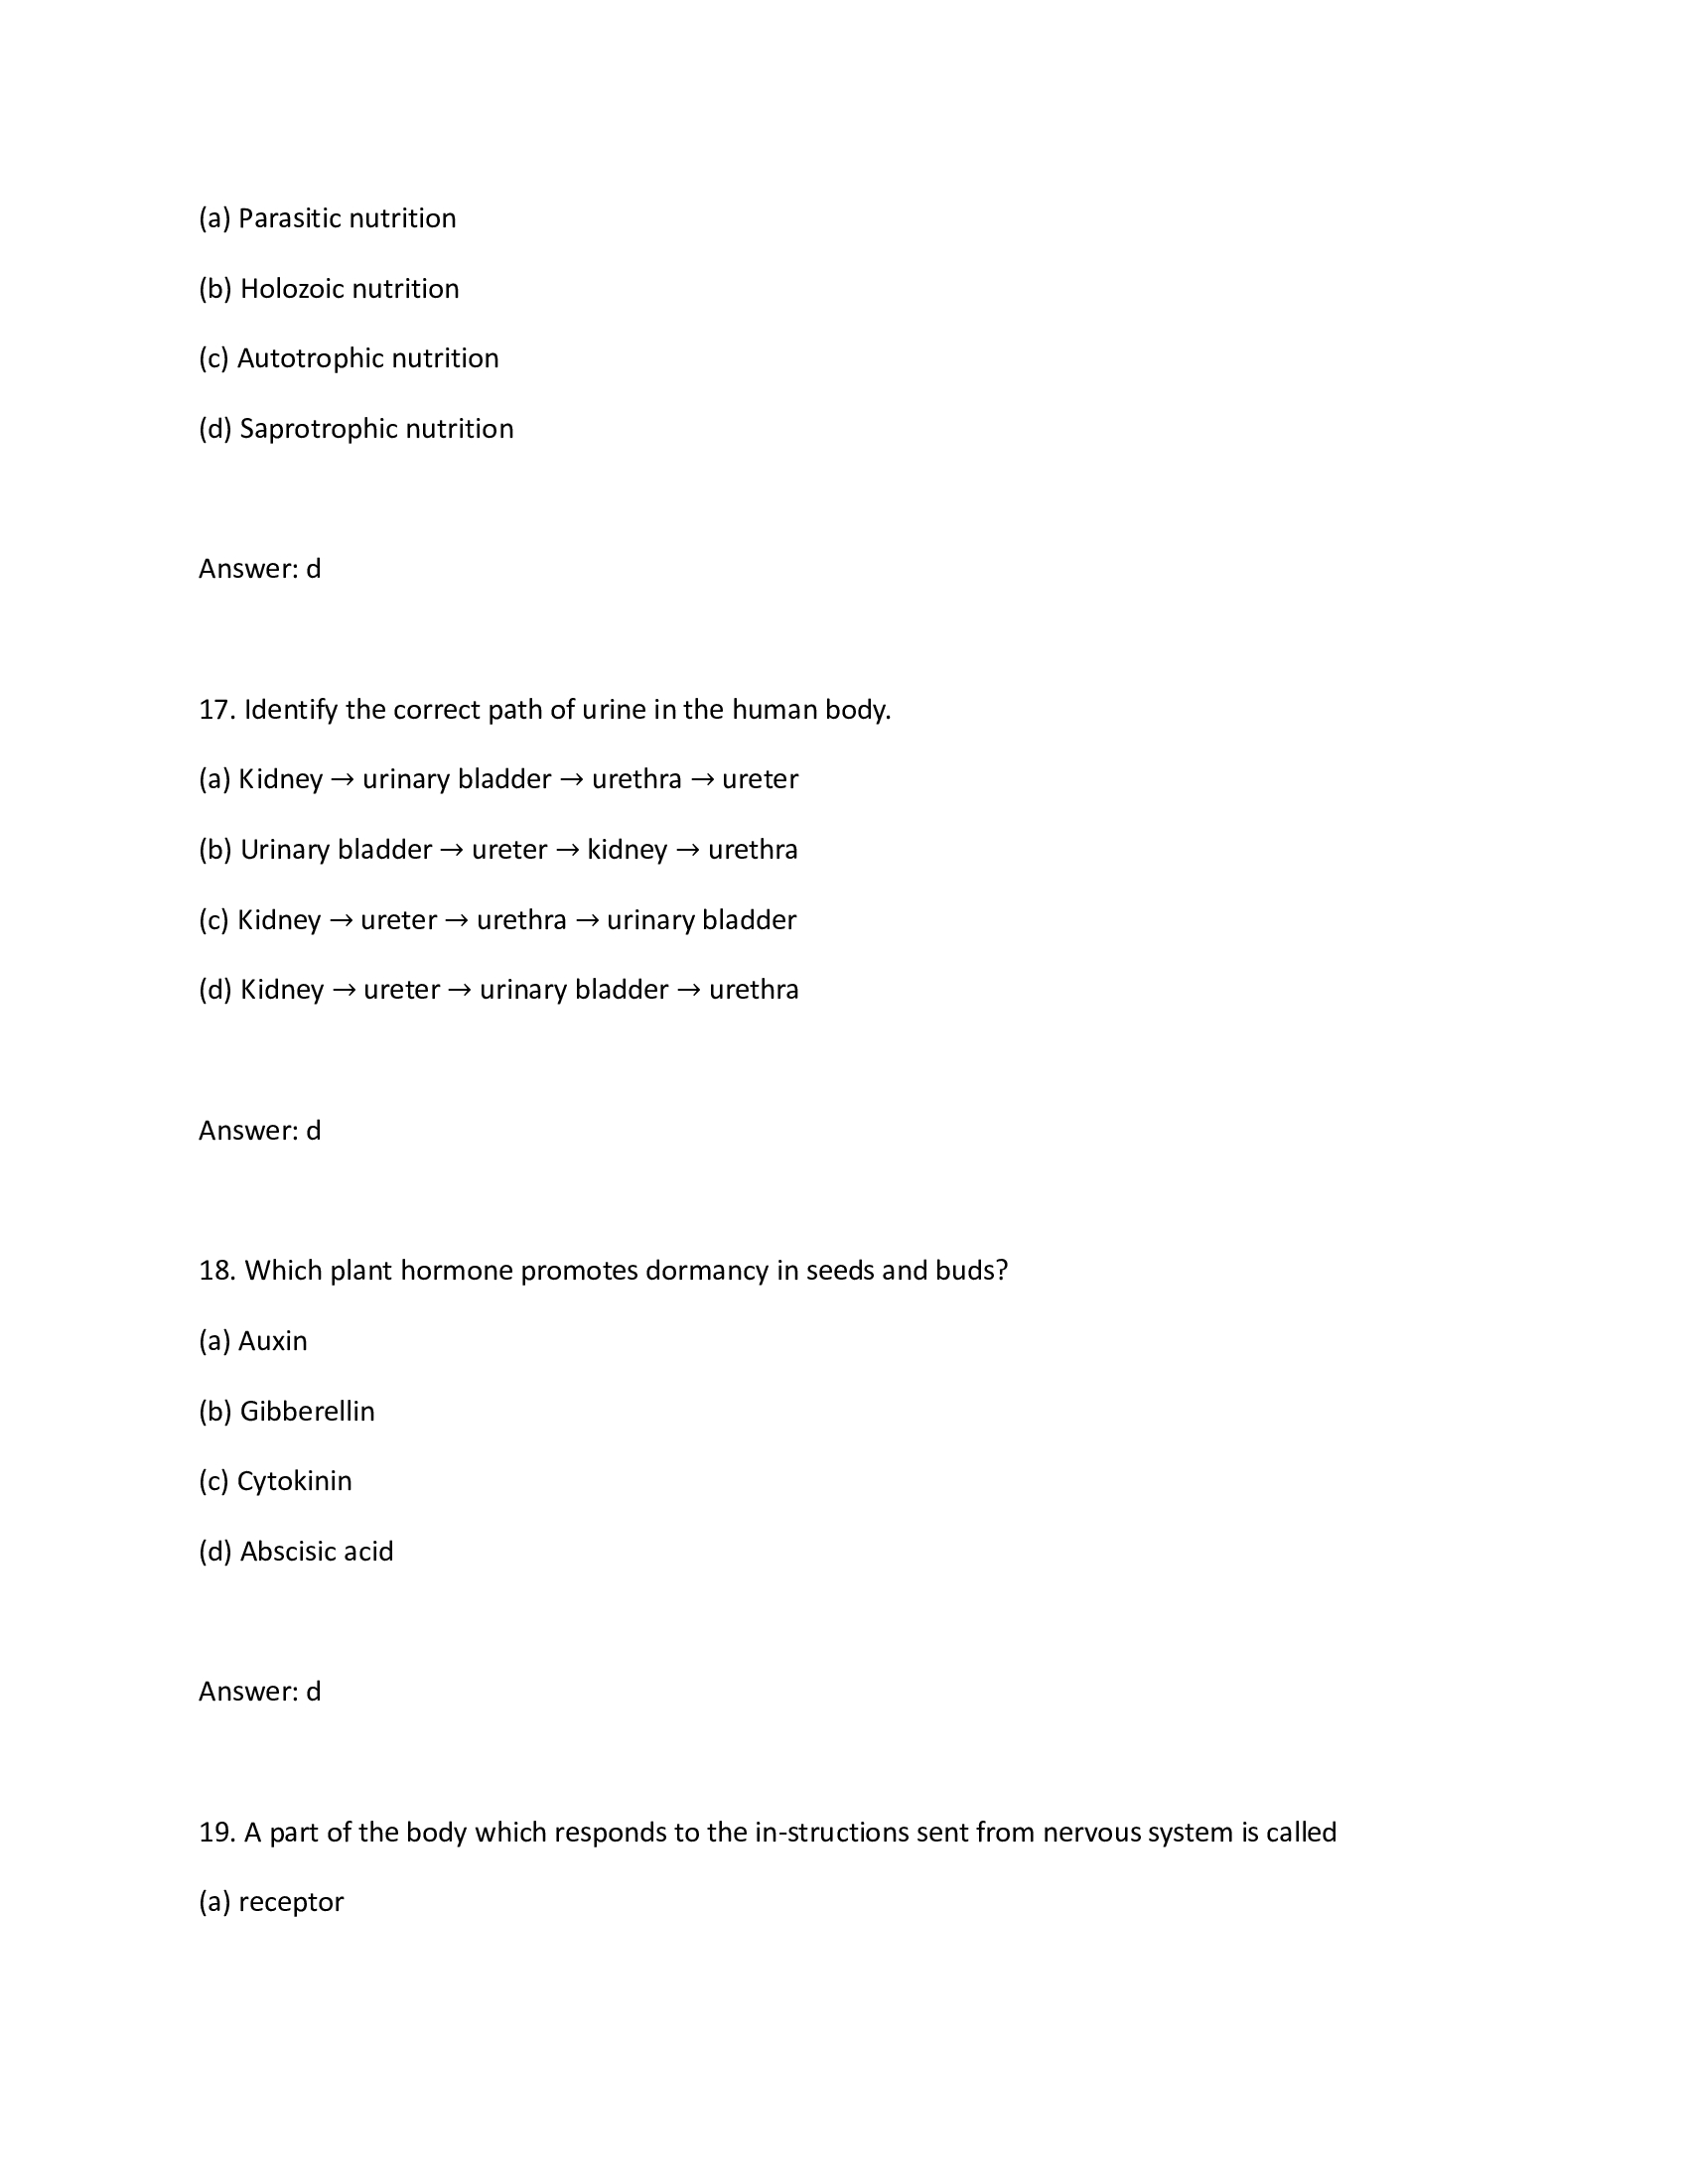 (a) Parasitic nutrition
(b) Holozoic nutrition
(c) Autotrophic nutrition
(d) Saprotrophic nutrition
Answer: d
17. Identify the correct path of urine in the human body.
(a) Kidney → urinary bladder → urethra → ureter
(b) Urinary bladder → ureter → kidney → urethra
(c) Kidney → ureter → urethra → urinary bladder
(d) Kidney → ureter → urinary bladder → urethra
Answer: d
18. Which plant hormone promotes dormancy in seeds and buds?
(a) Auxin
(b) Gibberellin
(c) Cytokinin
(d) Abscisic acid
Answer: d
19. A part of the body which responds to the in-structions sent from nervous system is called
(a) receptor